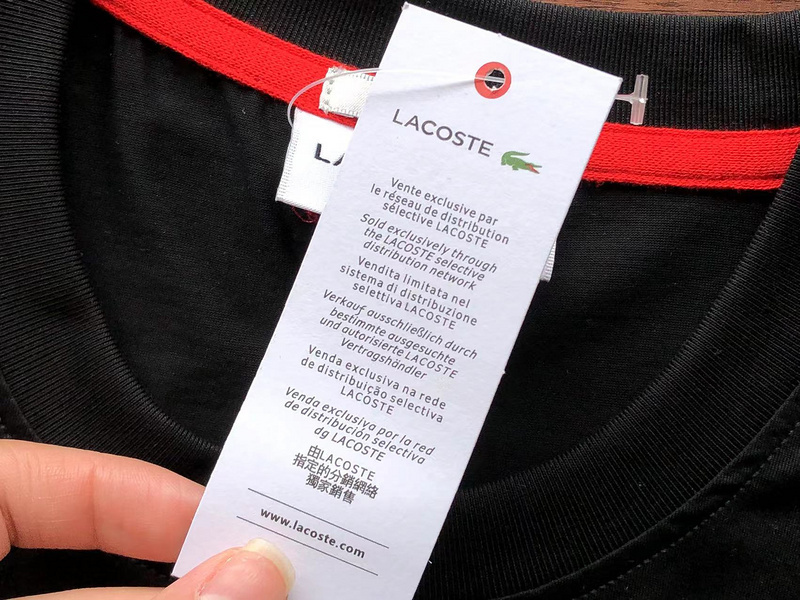 LACOSTE
Vente exclusive par
le réseau de distribution
sélective LACOSTE
Sold exclusively through
the LACOSTE selective
distribution network
Vendita limitata nel
sistema di distribuzione
selettiva LACOSTE
Verkauf ausschließlich durch
bestimmte ausgesuchte
und autorisierte LACOSTE
Vertragshändler
Venda exclusiva na rede
de distribuição selectiva
LACOSTE
Venda exclusiva por la red
de distribución selectiva
dg LACOSTE
由LACOSTE
指定的分銷網絡
獨家銷售
www.lacoste.com